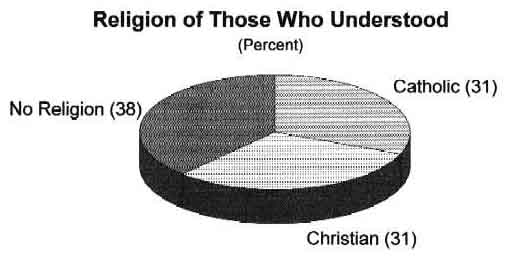 Religion of Those Who Understood
(Percent)
Catholic (31)
No Religion (38)
Christian (31)